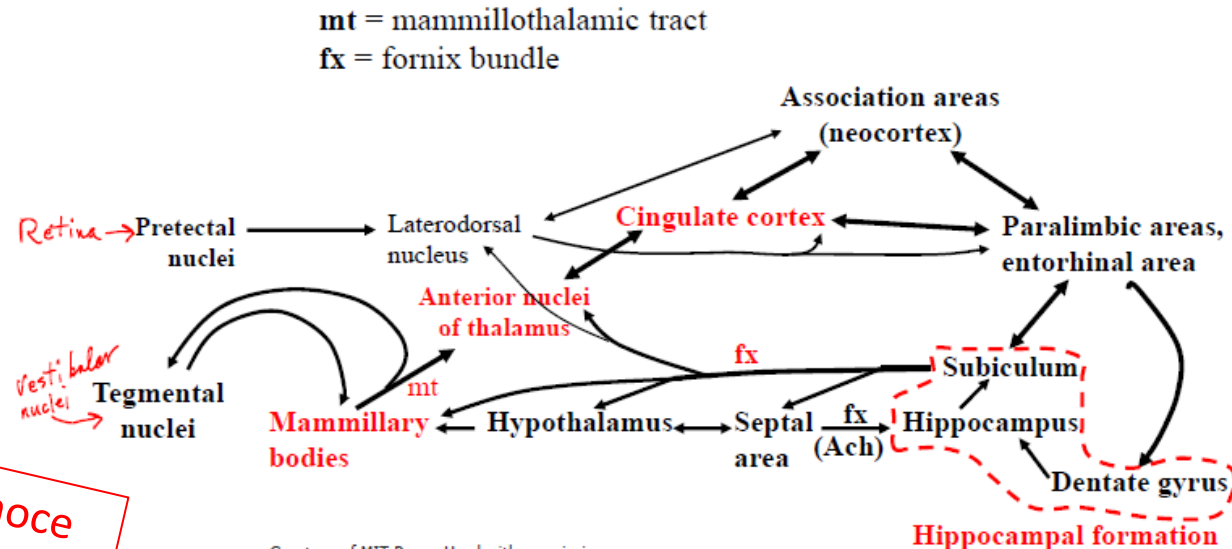 mt = mammillothalamic tract
fx = fornix bundle
Association areas
(neocortex)
Retina → Pretectal
nuclei
Laterodorsal
nucleus
Cingulate cortex
Paralimbic areas,
entorhinal area
Anterior nuclei
of thalamus
fx
Subiculum
vestibular
nuclei
Tegmental
nuclei
mt
Mammillary
bodies
Hypothalamus
Septal
area
fx
(Ach)
Hippocampus
Dentate gyrus
Hippocampal formation